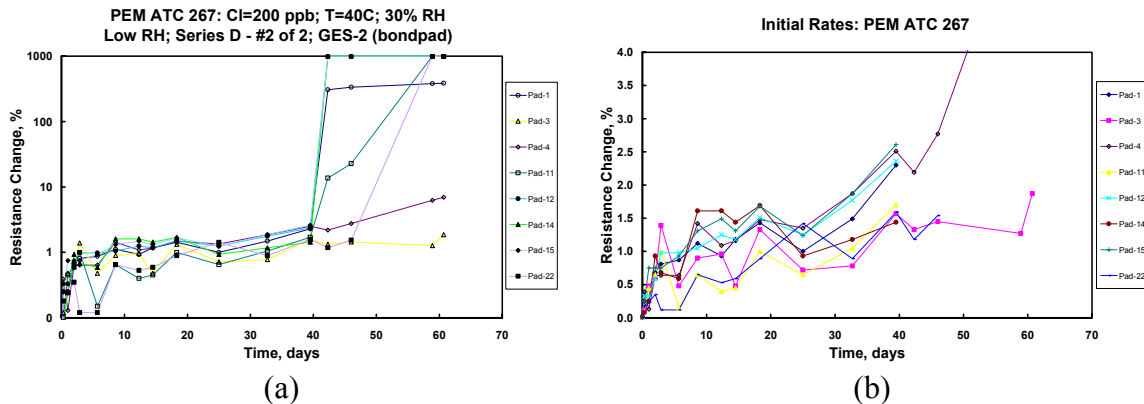 PEM ATC 267: Cl=200 ppb; T=40C; 30% RH
Low RH; Series D - #2 of 2; GES-2 (bondpad)
Resistance Change, %
1000
100
10
1
0
0
10
20
30
40
50
60
70
Time, days
Pad-1
Pad-3
Pad-4
Pad-11
Pad-12
Pad-14
Pad-15
Pad-22
(a)
Initial Rates: PEM ATC 267
Resistance Change, %
4.0
3.5
3.0
2.5
2.0
1.5
1.0
0.5
0.0
0
10
20
30
40
50
60
70
Time, days
Pad-1
Pad-3
Pad-4
Pad-11
Pad-12
Pad-14
Pad-15
Pad-22
(b)